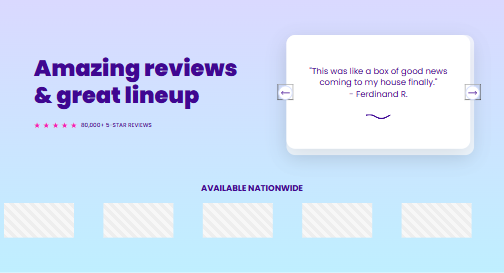 Amazing reviews
& great lineup
80,000+ 5-STAR REVIEWS
"This was like a box of good news
coming to my house finally."
- Ferdinand R.
AVAILABLE NATIONWIDE